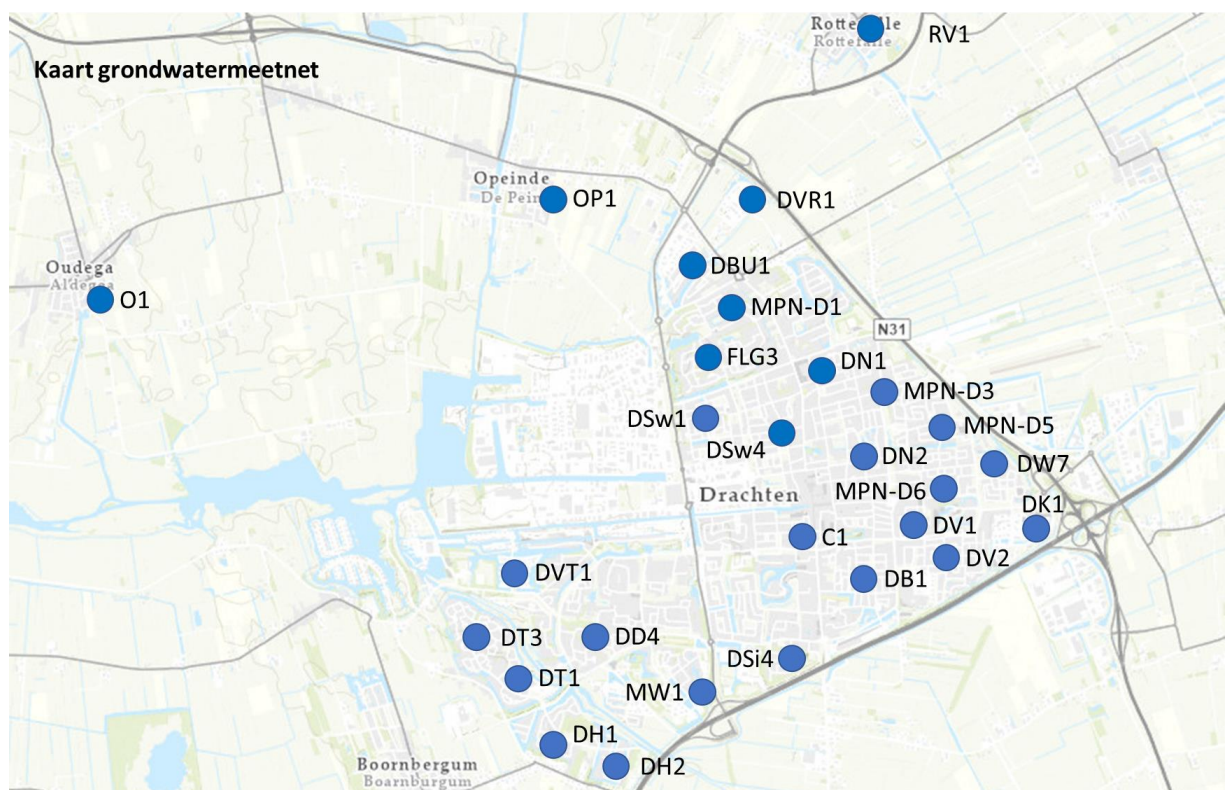 Rottefalle
RV1
Rottefalle
Kaart grondwatermeetnet
Opeinde
De Pein
OP1
DVR1
Oudega
Aldegea
O1
DBU1
MPN-D1
N31
FLG3
DN1
MPN-D3
DSw1
DSw4
MPN-D5
DN2
DW7
MPN-D6
Drachten
DK1
C1
DV1
DV2
DVT1
DB1
DT3
DD4
DSi4
DT1
MW1
DH1
Boornbergum
Boarnburgum
DH2